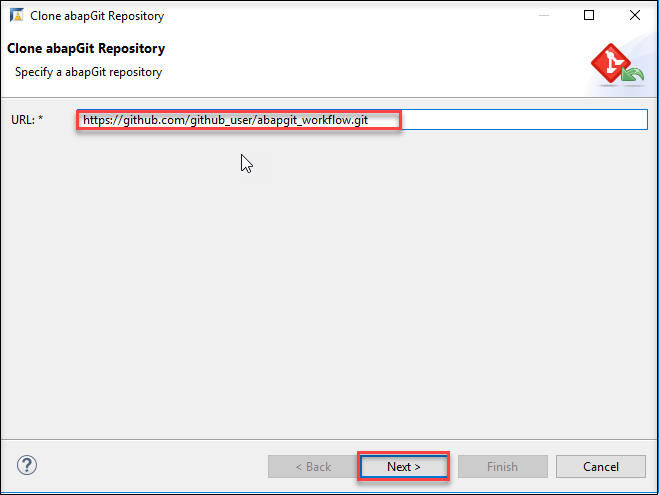 Clone abapGit Repository
Clone abapGit Repository
Specify a abapGit repository
URL: * https://github.com/github_user/abapgit_workflow.git
? < Back Next > Finish Cancel